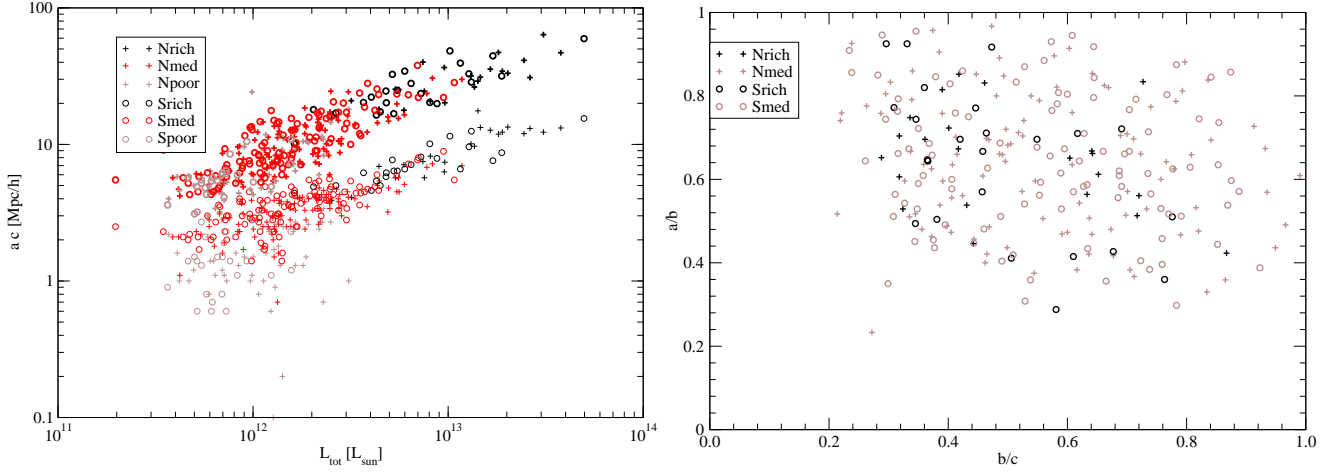 100
10
1
0.1
a c [Mpc/h]
Nrich
Nmed
Npoor
Srich
Smed
Spoor
10^11
10^12
10^13
10^14
L_tot [L_sun]
1
0.8
0.6
0.4
0.2
0
a/b
Nrich
Nmed
Srich
Smed
0.0
0.2
0.4
0.6
0.8
1.0
b/c